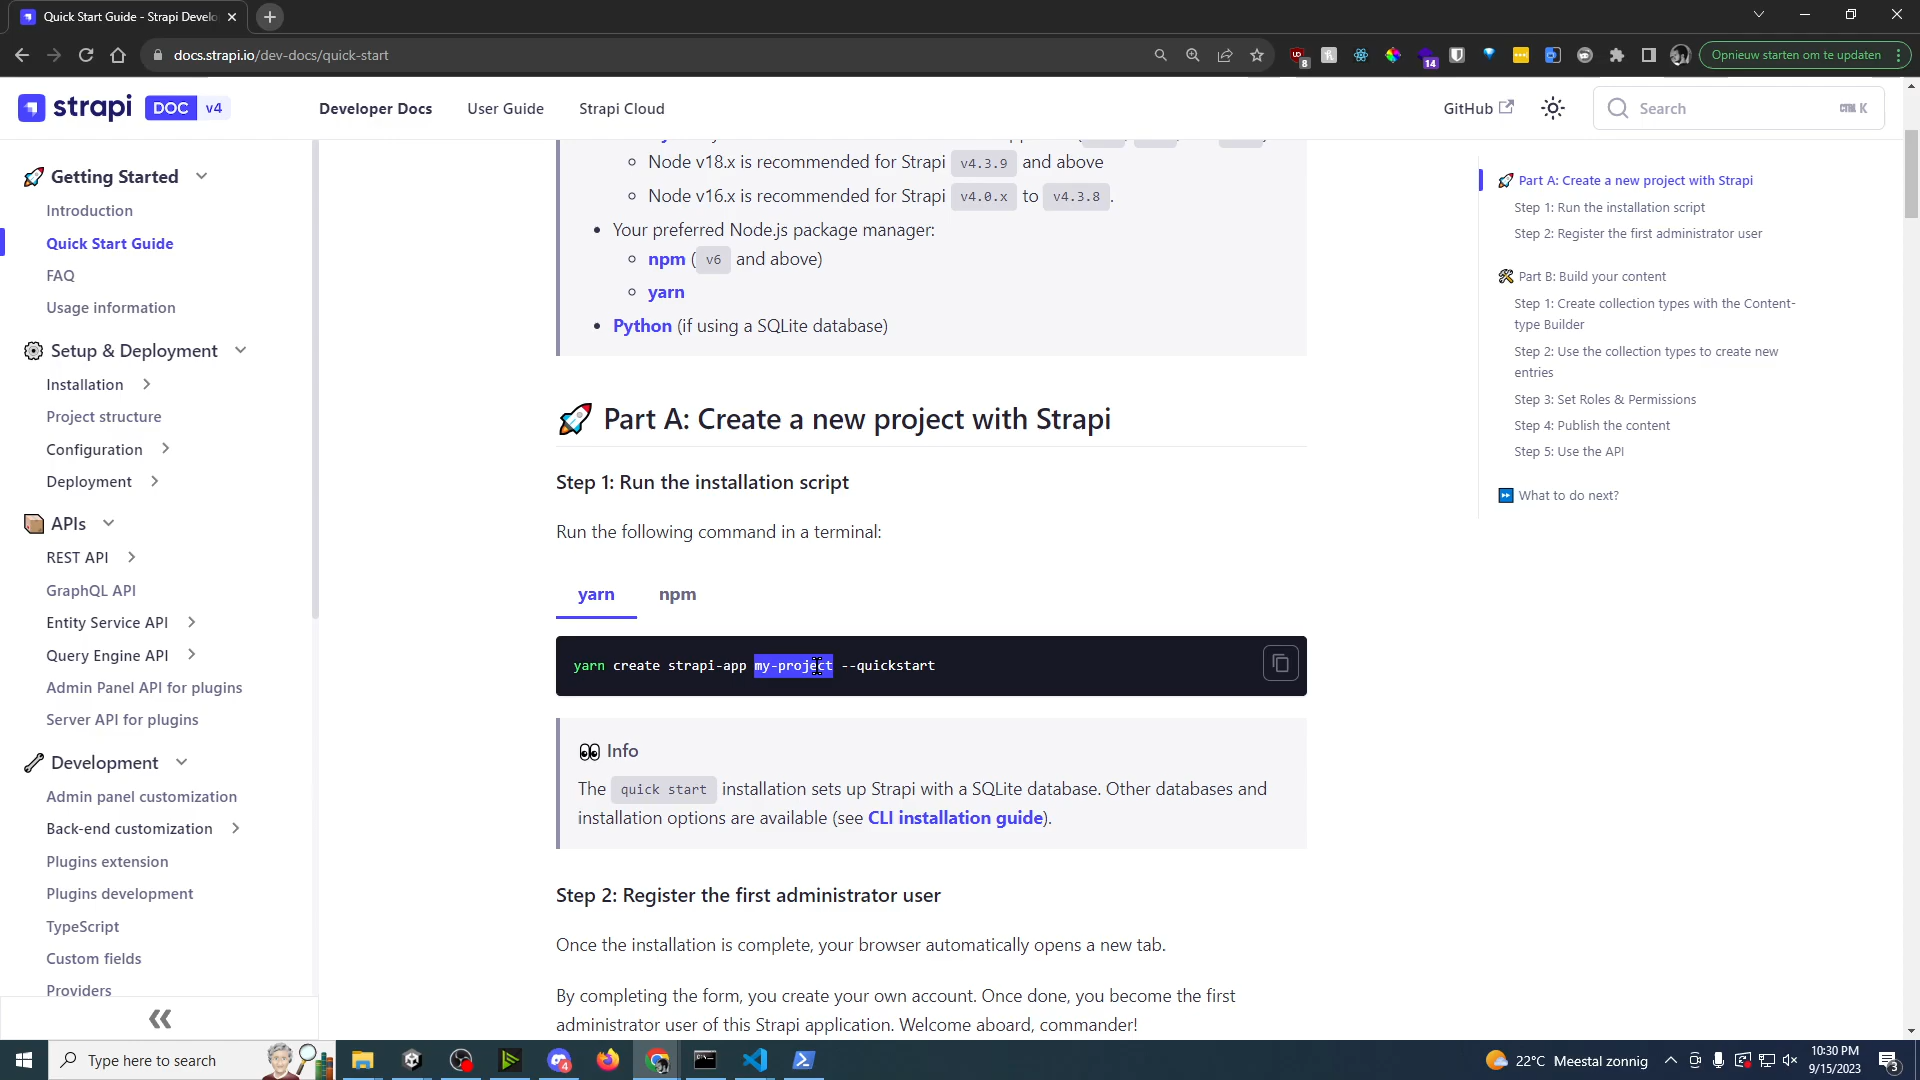 Quick Start Guide - Strapi Develo
docs.strapi.io/dev-docs/quick-start
8
14
Opnieuw starten om te updaten
strapi DOC v4
Developer Docs
User Guide
Strapi Cloud
GitHub
Search
CTRL K
Getting Started
Introduction
Quick Start Guide
FAQ
Usage information
Setup & Deployment
Installation
Project structure
Configuration
Deployment
APIs
REST API
GraphQL API
Entity Service API
Query Engine API
Admin Panel API for plugins
Server API for plugins
Development
Admin panel customization
Back-end customization
Plugins extension
Plugins development
TypeScript
Custom fields
Providers
Node v18.x is recommended for Strapi v4.3.9 and above
Node v16.x is recommended for Strapi v4.0.x to v4.3.8.
Your preferred Node.js package manager:
npm (v6 and above)
yarn
Python (if using a SQLite database)
Part A: Create a new project with Strapi
Step 1: Run the installation script
Run the following command in a terminal:
yarn
npm
yarn create strapi-app my-project --quickstart
Info
The quick start installation sets up Strapi with a SQLite database. Other databases and
installation options are available (see CLI installation guide).
Step 2: Register the first administrator user
Once the installation is complete, your browser automatically opens a new tab.
By completing the form, you create your own account. Once done, you become the first
administrator user of this Strapi application. Welcome aboard, commander!
Part A: Create a new project with Strapi
Step 1: Run the installation script
Step 2: Register the first administrator user
Part B: Build your content
Step 1: Create collection types with the Content-
type Builder
Step 2: Use the collection types to create new
entries
Step 3: Set Roles & Permissions
Step 4: Publish the content
Step 5: Use the API
What to do next?
Type here to search
4
22°C Meestal zonnig
10:30 PM
9/15/2023
3